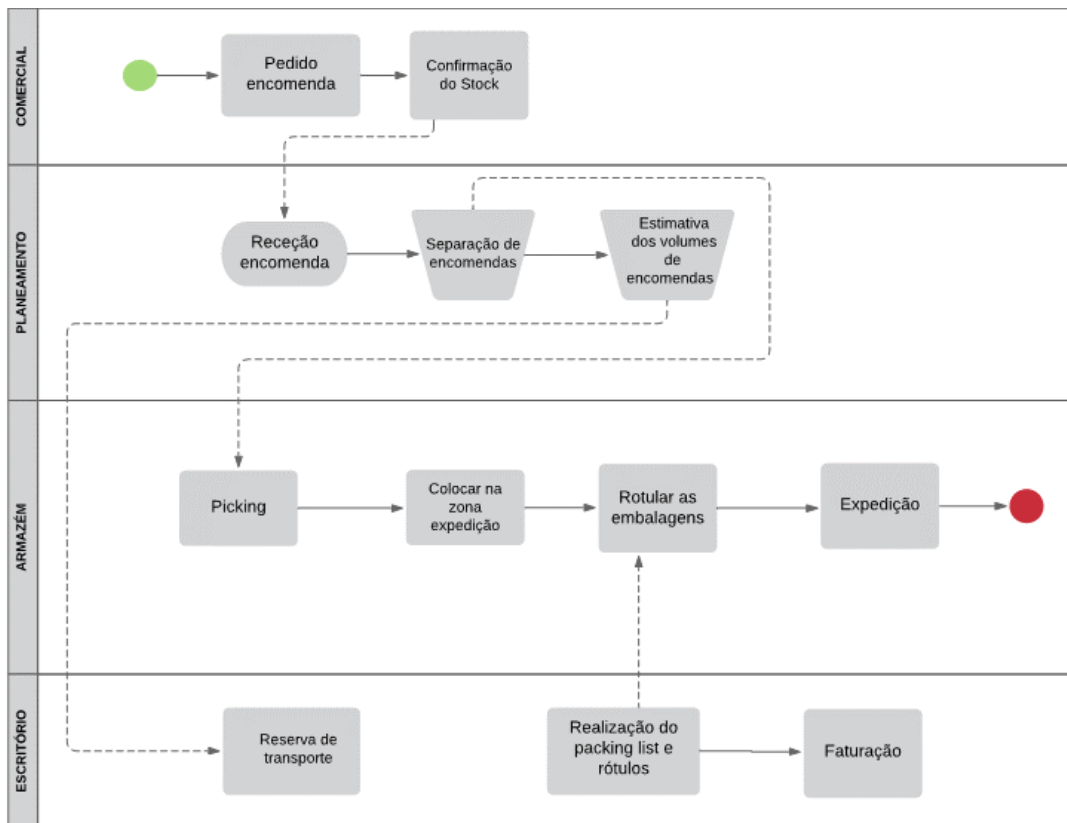 COMERCIAL
Pedido
encomenda
Confirmação
do Stock
PLANEAMENTO
Receção
encomenda
Separação de
encomendas
Estimativa
dos volumes
de
encomendas
ARMAZÉM
Picking
Colocar na
zona
expedição
Rotular as
embalagens
Expedição
ESCRITÓRIO
Reserva de
transporte
Realização do
packing list e
rótulos
Faturação